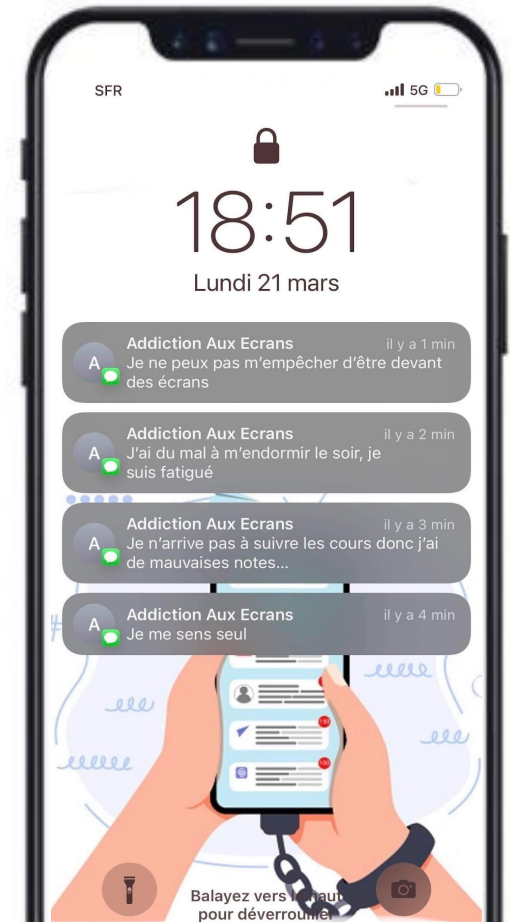 SFR
5G
18:51
Lundi 21 mars
Addiction Aux Ecrans il y a 1 min
A
Je ne peux pas m'empêcher d'être devant
des écrans
Addiction Aux Ecrans il y a 2 min
A
J'ai du mal à m'endormir le soir, je
suis fatigué
Addiction Aux Ecrans il y a 3 min
A
Je n'arrive pas à suivre les cours donc j'ai
de mauvaises notes...
Addiction Aux Ecrans il y a 4 min
A
Je me sens seul
#
190
100
Balayez vers le haut
pour déverrouiller